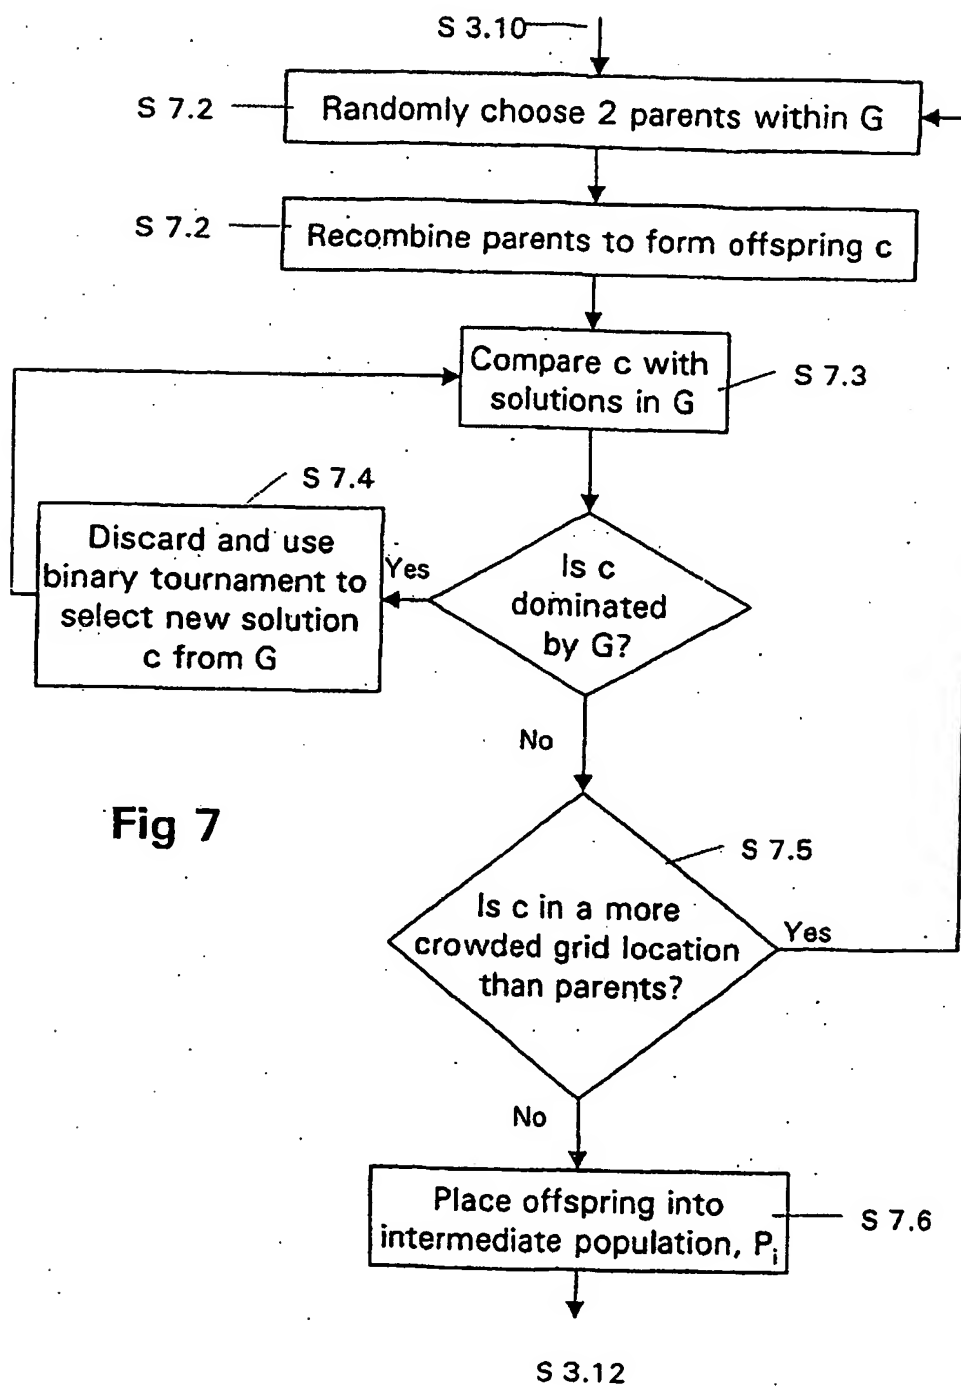 S 3.10
S 7.2
Randomly choose 2 parents within G
S 7.2
Recombine parents to form offspring c
Compare c with
solutions in G
S 7.3
S 7.4
Discard and use
binary tournament to
select new solution
c from G
Yes
Is c
dominated
by G?
No
Fig 7
S 7.5
Is c in a more
crowded grid location
than parents?
Yes
No
Place offspring into
intermediate population, Pi
S 7.6
S 3.12